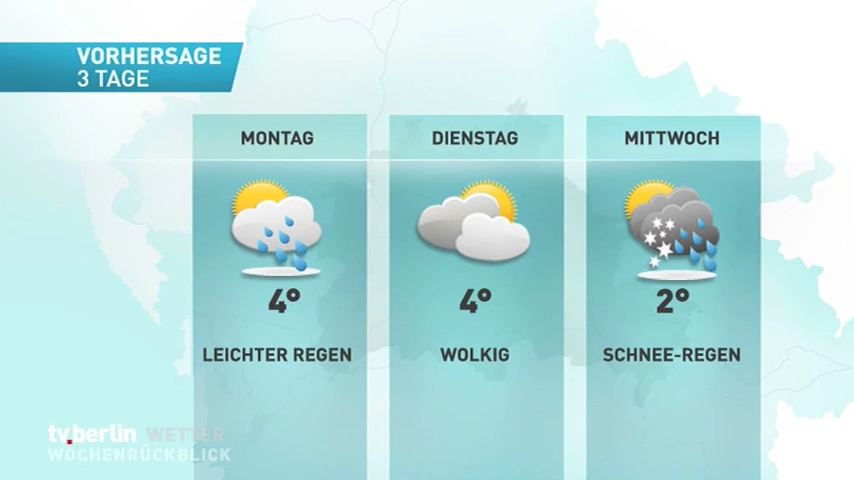 VORHERSAGE
3 TAGE
MONTAG
DIENSTAG
MITTWOCH
4°
4°
2°
LEICHTER REGEN
WOLKIG
SCHNEE-REGEN
tv.berlin WETTER
WOCHENRÜCKBLICK